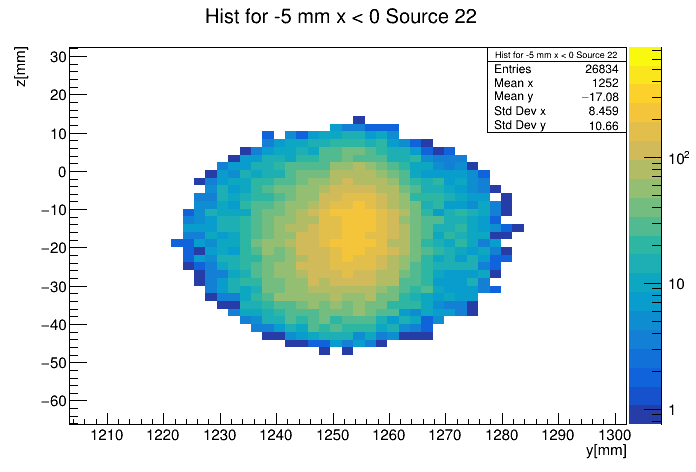 Hist for -5 mm x < 0 Source 22
z[mm]
30
20
10
0
−10
−20
−30
−40
−50
−60
Hist for -5 mm x < 0 Source 22
Entries 26834
Mean x 1252
Mean y −17.08
Std Dev x 8.459
Std Dev y 10.66
10²
10
1
1210 1220 1230 1240 1250 1260 1270 1280 1290 1300
y[mm]